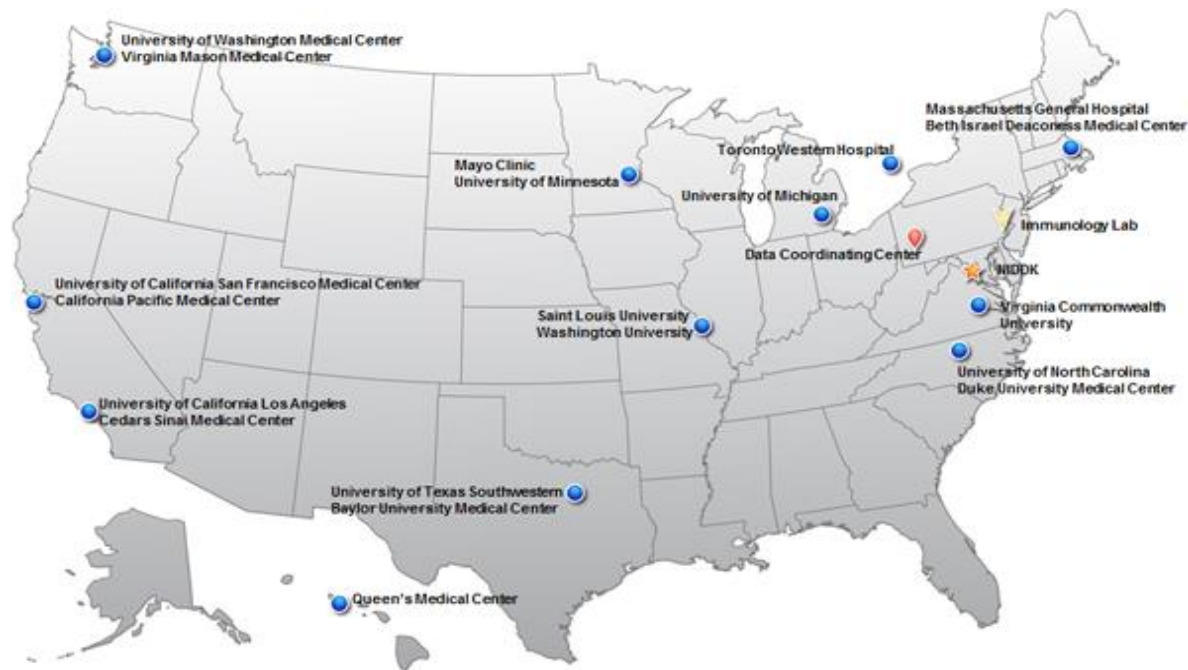 University of Washington Medical Center
Virginia Mason Medical Center
Massachusetts General Hospital
Beth Israel Deaconess Medical Center
Toronto Western Hospital
Mayo Clinic
University of Minnesota
University of Michigan
Immunology Lab
Data Coordinating Center
NIDDK
University of California San Francisco Medical Center
California Pacific Medical Center
Virginia Commonwealth
University
Saint Louis University
Washington University
University of North Carolina
Duke University Medical Center
University of California Los Angeles
Cedars Sinai Medical Center
University of Texas Southwestern
Baylor University Medical Center
Queen's Medical Center